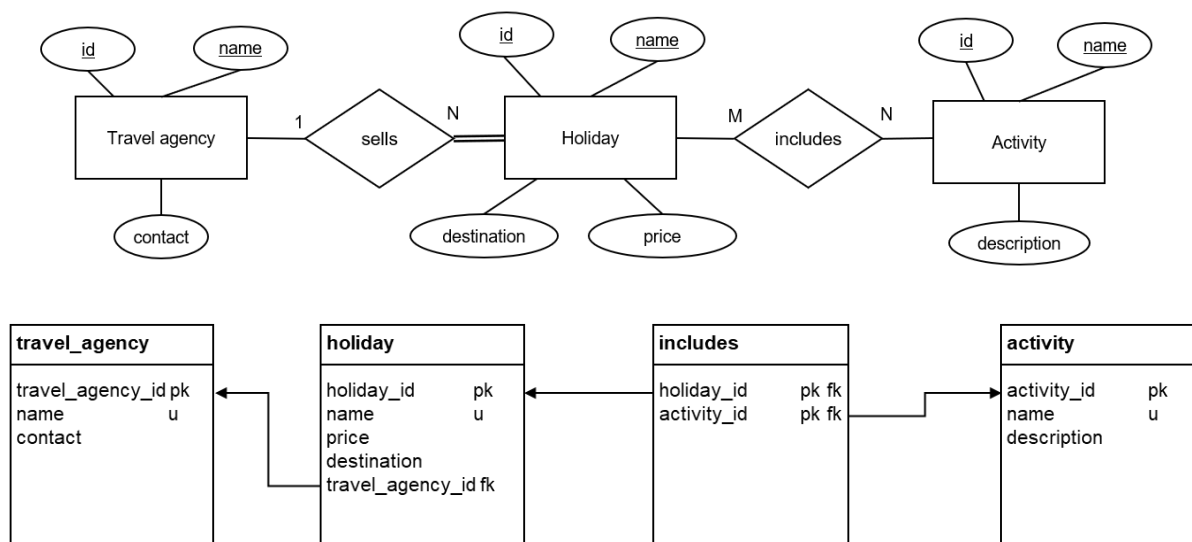 id
name
id
name
id
name
Travel agency
1
sells
N
Holiday
M
includes
N
Activity
contact
destination
price
description
travel_agency
travel_agency_id pk
name u
contact
holiday
holiday_id pk
name u
price
destination
travel_agency_id fk
includes
holiday_id pk fk
activity_id pk fk
activity
activity_id pk
name u
description